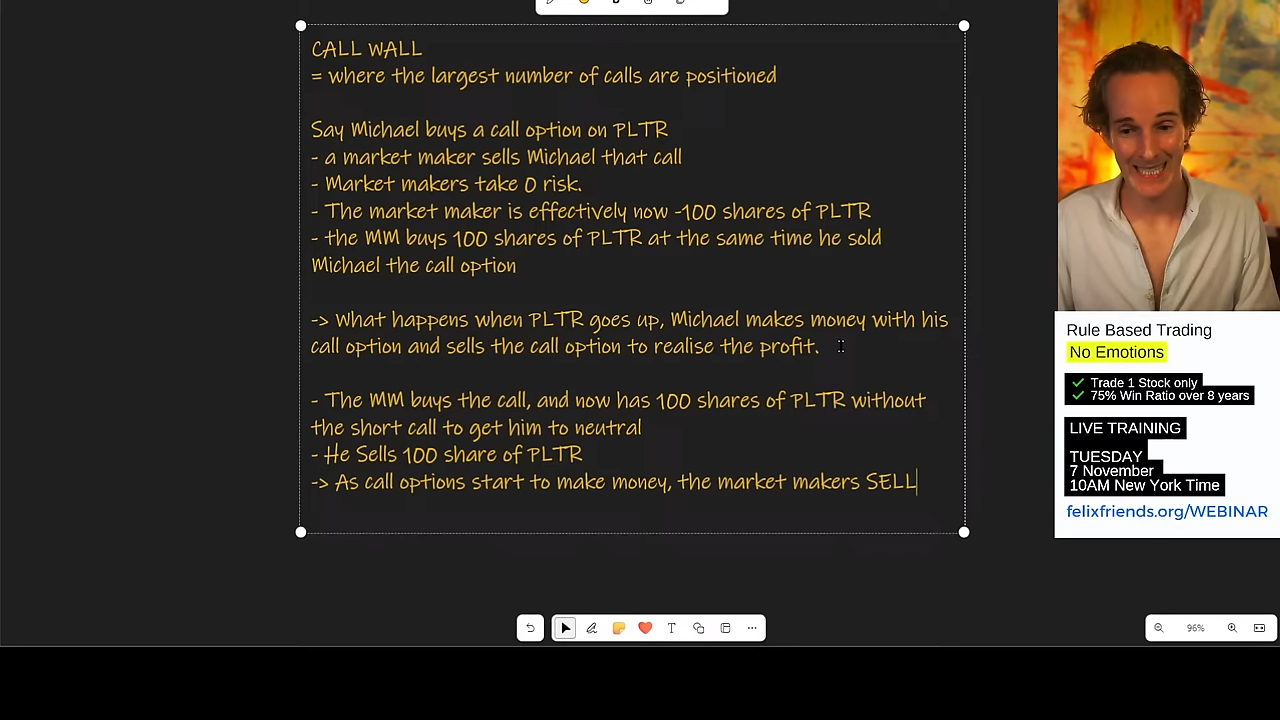 CALL WALL
= where the largest number of calls are positioned
Say Michael buys a call option on PLTR
- a market maker sells Michael that call
- Market makers take 0 risk.
- The market maker is effectively now -100 shares of PLTR
- the MM buys 100 shares of PLTR at the same time he sold
Michael the call option
-> What happens when PLTR goes up, Michael makes money with his
call option and sells the call option to realise the profit.
- The MM buys the call, and now has 100 shares of PLTR without
the short call to get him to neutral
- He Sells 100 share of PLTR
-> As call options start to make money, the market makers SELL
Rule Based Trading
No Emotions
Trade 1 Stock only
75% Win Ratio over 8 years
LIVE TRAINING
TUESDAY
7 November
10AM New York Time
felixfriends.org/WEBINAR
96%